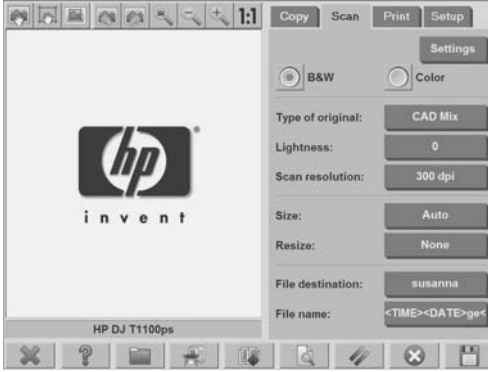 1:1
Copy Scan Print Setup
Settings
B&W Color
Type of original: CAD Mix
Lightness: 0
Scan resolution: 300 dpi
hp
invent
Size: Auto
Resize: None
File destination: susanna
File name: <TIME><DATE>ge<
HP DJ T1100ps